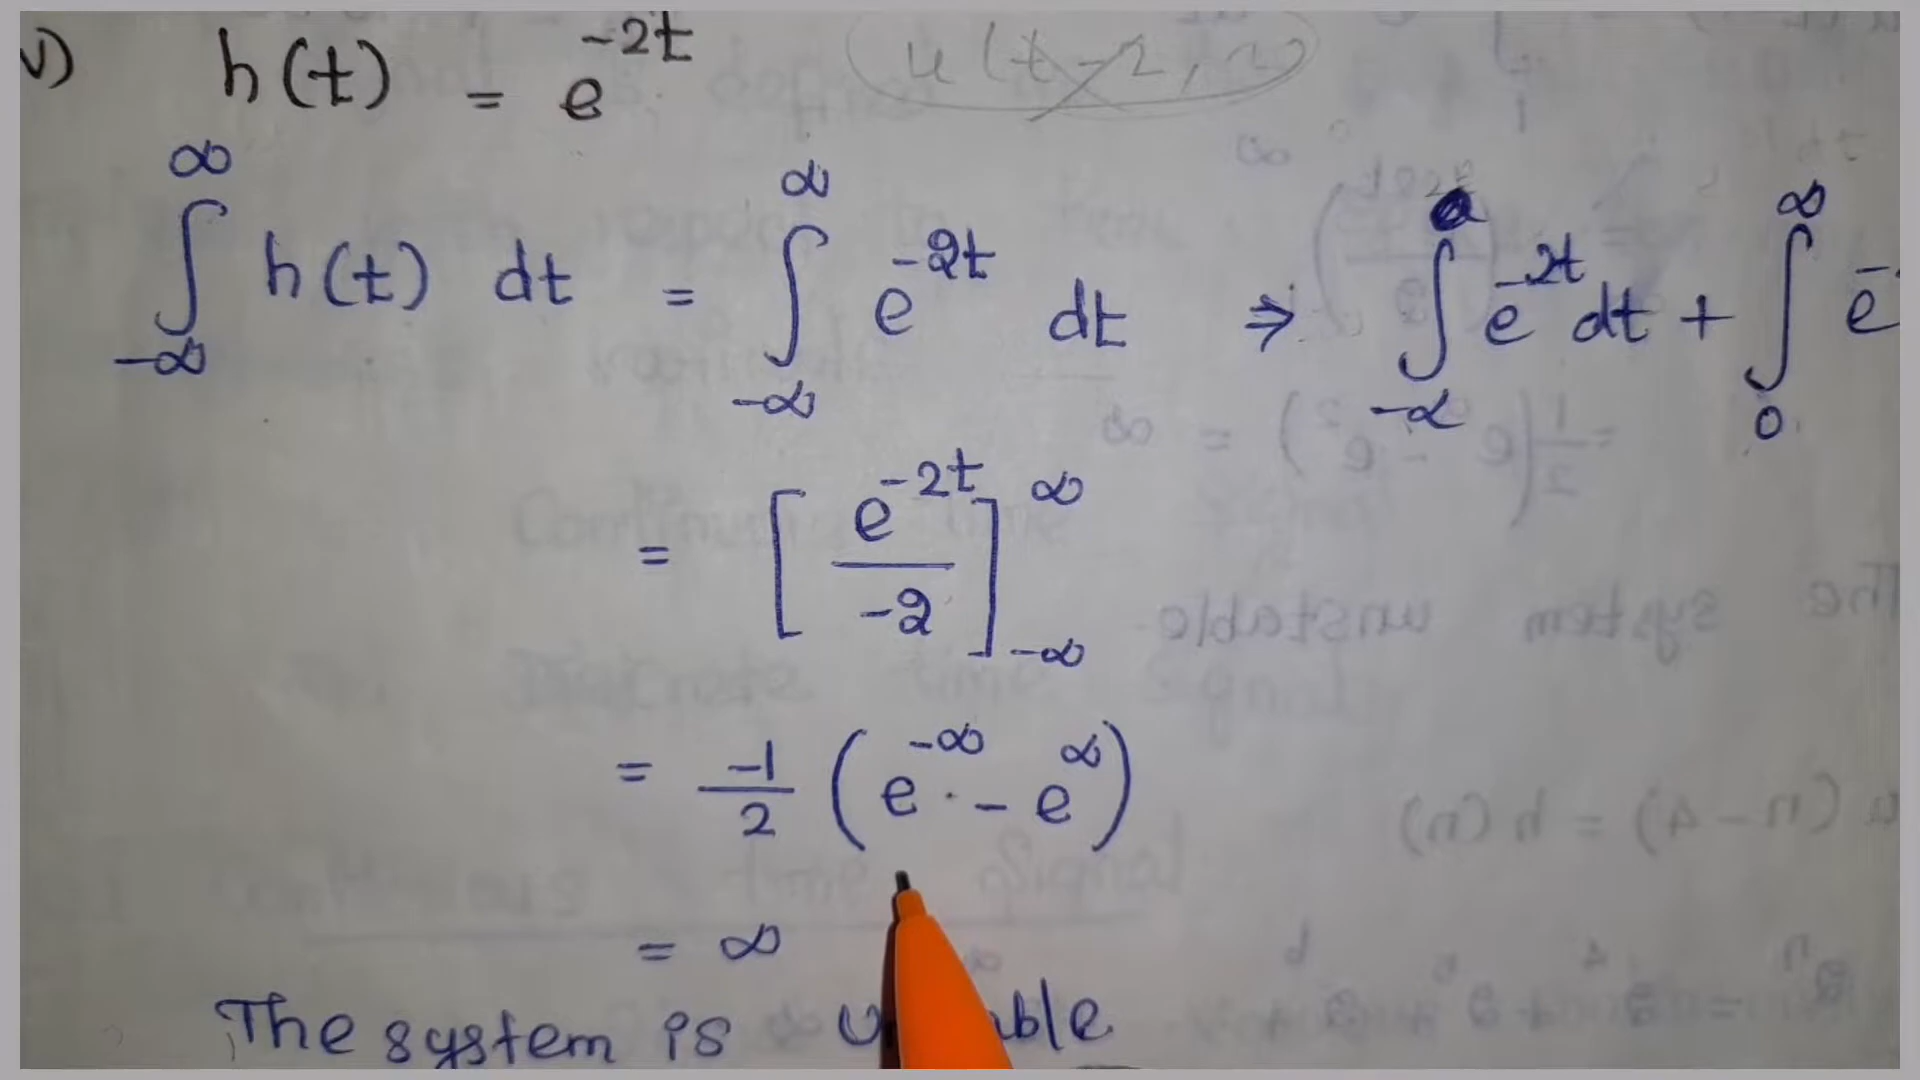 v) h(t) = e^{-2t}
∫_{-∞}^{∞} h(t) dt = ∫_{-∞}^{∞} e^{-2t} dt ⇒ ∫_{-∞} e^{-2t} dt + ∫_{0}^{∞} e^{-
= [e^{-2t} / -2]_{-∞}^{∞}
= -1/2 (e^{-∞} - e^{∞})
= ∞
The system is